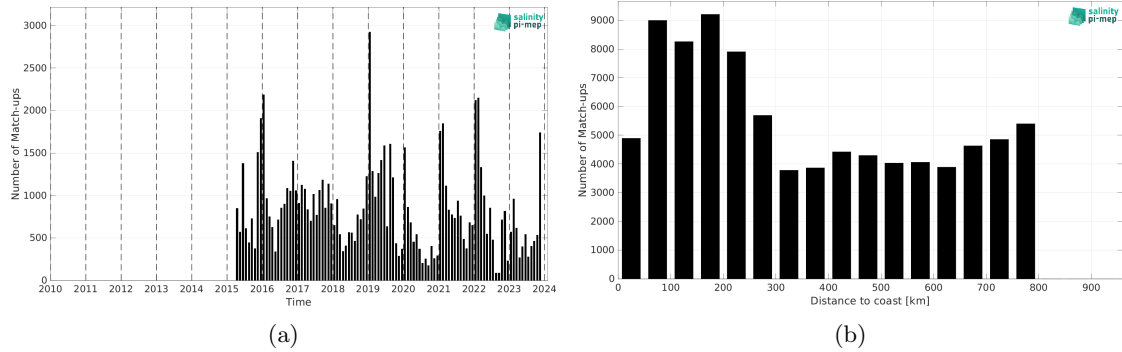 salinity
pi-mep
Number of Match-ups
3000
2500
2000
1500
1000
500
0
2010 2011 2012 2013 2014 2015 2016 2017 2018 2019 2020 2021 2022 2023 2024
Time
(a)
salinity
pi-mep
Number of Match-ups
9000
8000
7000
6000
5000
4000
3000
2000
1000
0
0 100 200 300 400 500 600 700 800 900
Distance to coast [km]
(b)